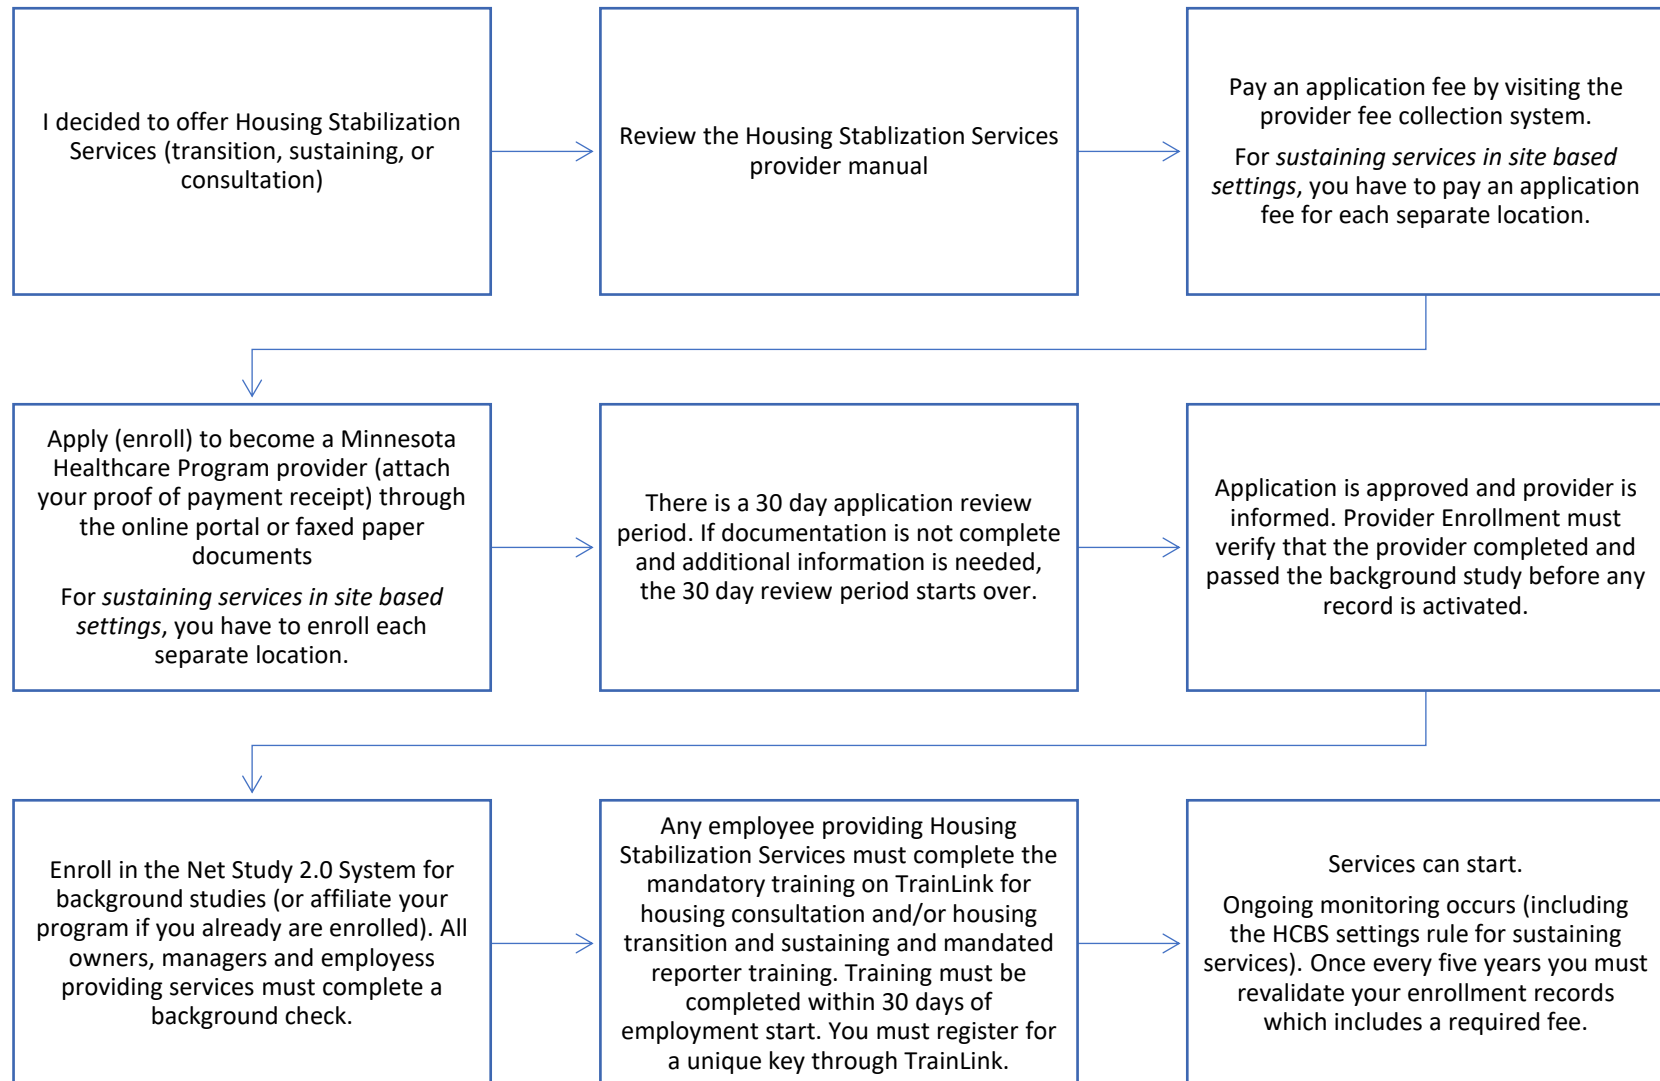 I decided to offer Housing Stabilization
Services (transition, sustaining, or
consultation)
Review the Housing Stablization Services
provider manual
Pay an application fee by visiting the
provider fee collection system.
For sustaining services in site based
settings, you have to pay an application
fee for each separate location.
Apply (enroll) to become a Minnesota
Healthcare Program provider (attach
your proof of payment receipt) through
the online portal or faxed paper
documents
For sustaining services in site based
settings, you have to enroll each
separate location.
There is a 30 day application review
period. If documentation is not complete
and additional information is needed,
the 30 day review period starts over.
Application is approved and provider is
informed. Provider Enrollment must
verify that the provider completed and
passed the background study before any
record is activated.
Enroll in the Net Study 2.0 System for
background studies (or affiliate your
program if you already are enrolled). All
owners, managers and employess
providing services must complete a
background check.
Any employee providing Housing
Stabilization Services must complete the
mandatory training on TrainLink for
housing consultation and/or housing
transition and sustaining and mandated
reporter training. Training must be
completed within 30 days of
employment start. You must register for
a unique key through TrainLink.
Services can start.
Ongoing monitoring occurs (including
the HCBS settings rule for sustaining
services). Once every five years you must
revalidate your enrollment records
which includes a required fee.